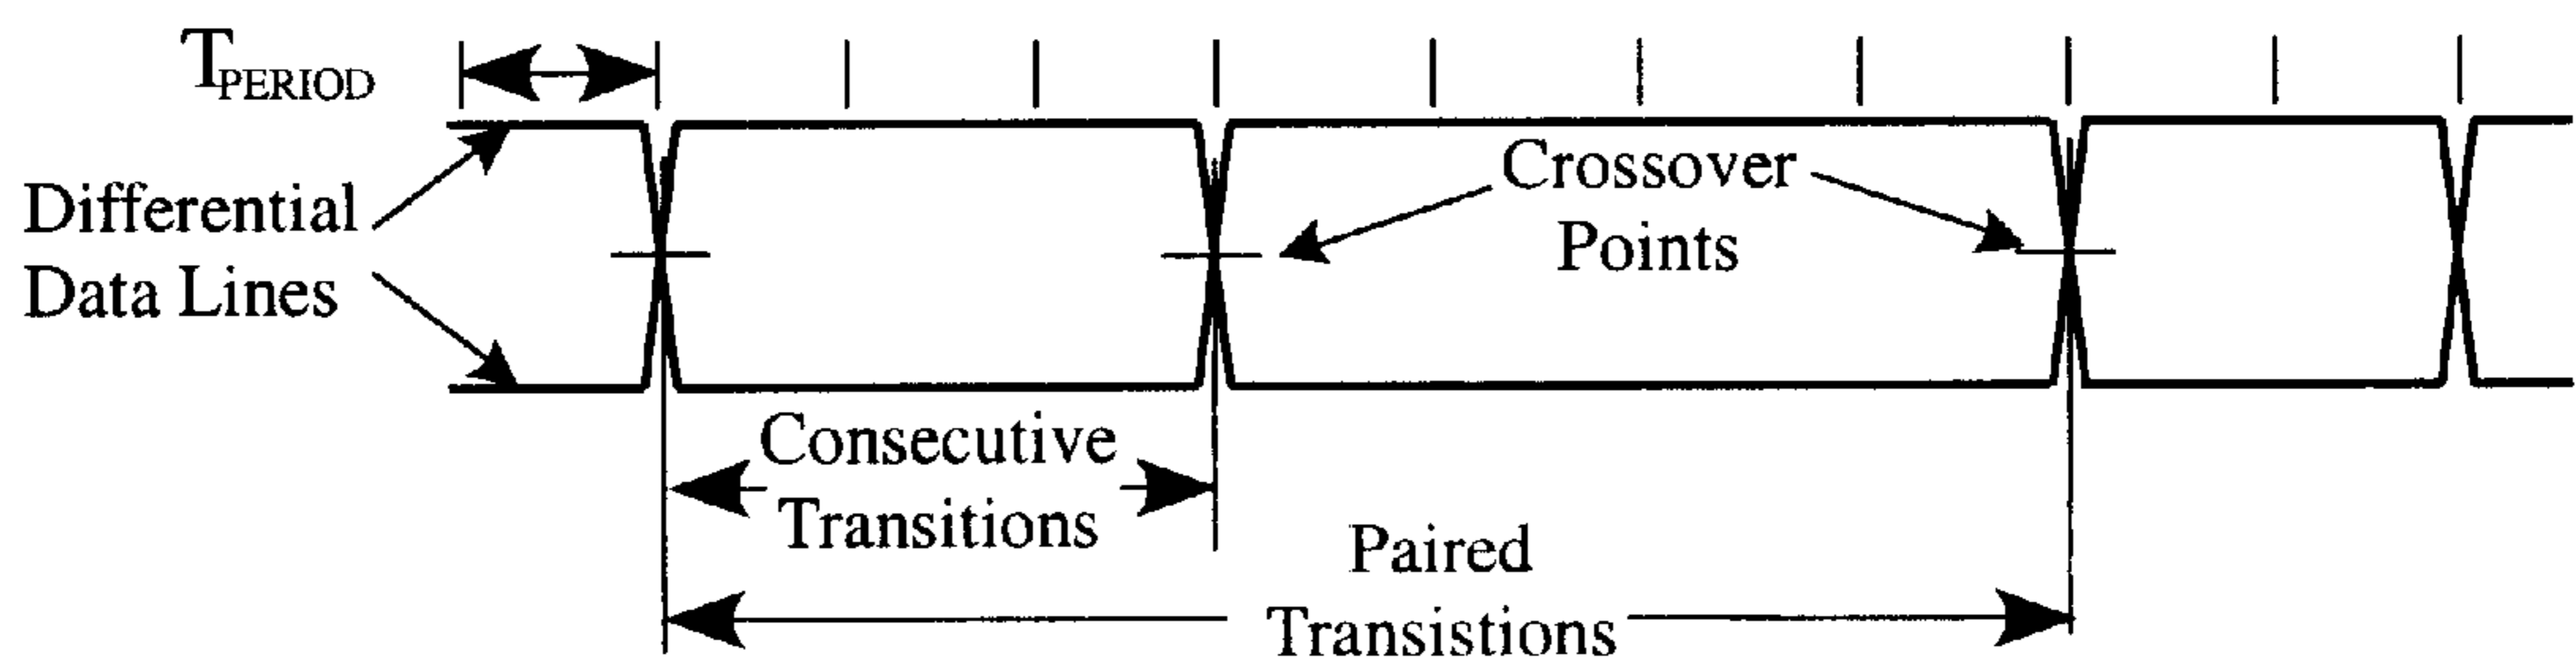 TPERIOD
Differential
Data Lines
Crossover
Points
Consecutive
Transitions
Paired
Transistions